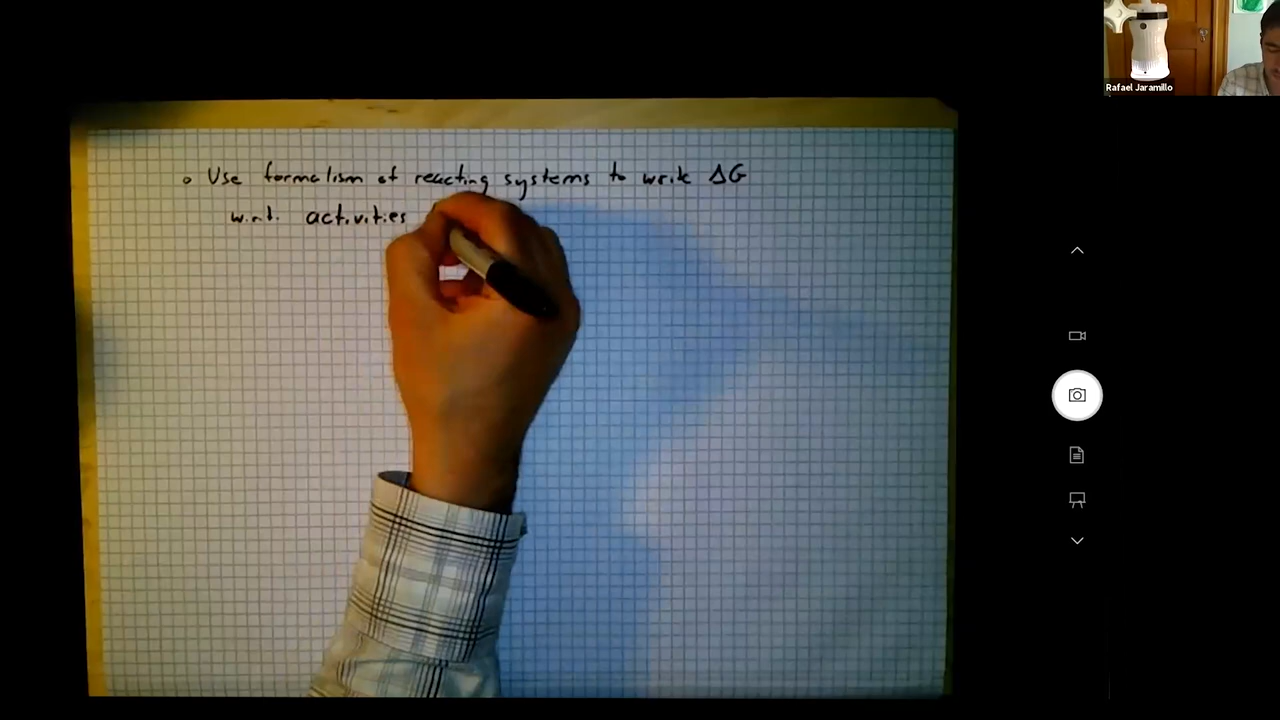 Use formalism of reacting systems to write ΔG
w.r.t. activities
Rafael Jaramillo